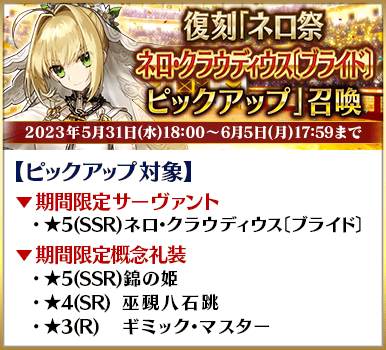 復刻「ネロ祭
ネロ・クラウディウス〔ブライド〕
ピックアップ」召喚
2023年5月31日(水)18:00～6月5日(月)17:59まで
【ピックアップ対象】
▼期間限定サーヴァント
・★5(SSR)ネロ・クラウディウス〔ブライド〕
▼期間限定概念礼装
・★5(SSR)錦の姫
・★4(SR) 巫覡八石跳
・★3(R) ギミック・マスター